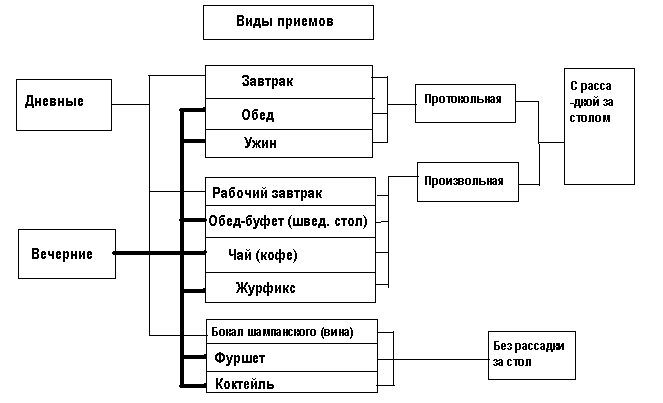 Виды приемов
Дневные
Завтрак
Обед
Ужин
Протокольная
С расса
-дкой за
столом
Рабочий завтрак
Обед-буфет (швед. стол)
Чай (кофе)
Журфикс
Произвольная
Вечерние
Бокал шампанского (вина)
Фуршет
Коктейль
Без рассадки
за стол